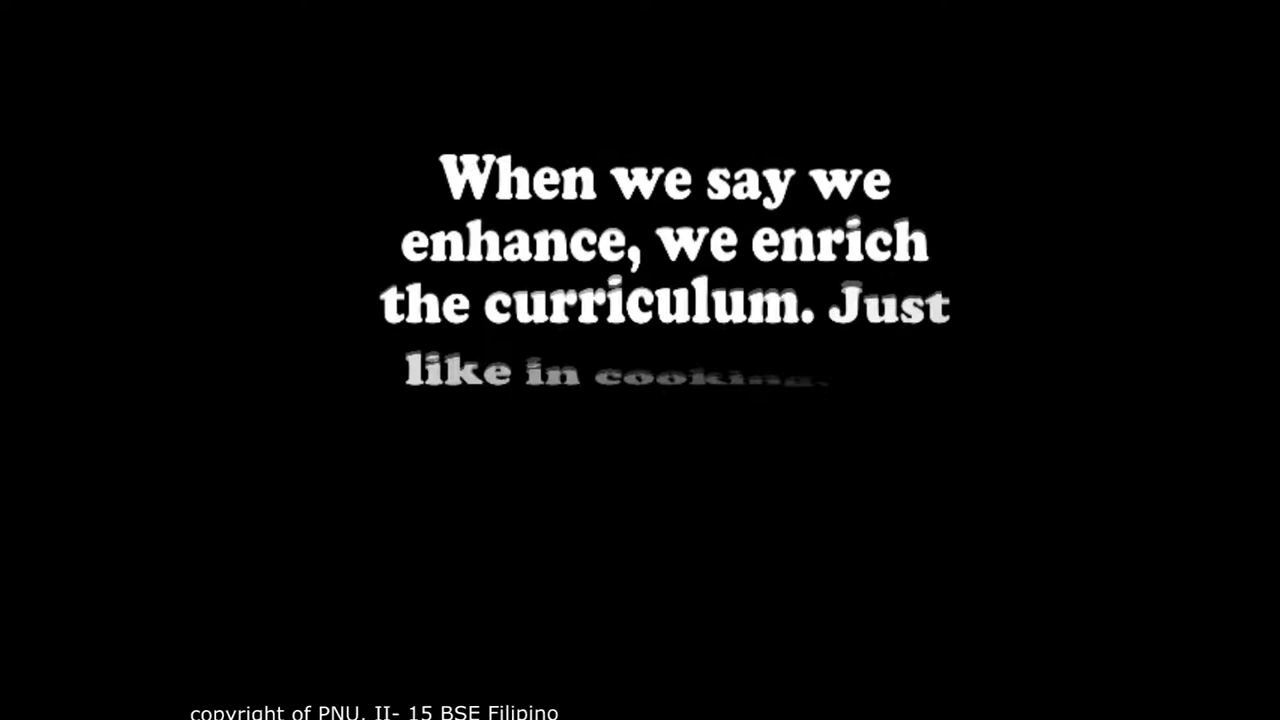 When we say we
enhance, we enrich
the curriculum. Just
like in cooking,
copyright of PNU, II- 15 BSE Filipino